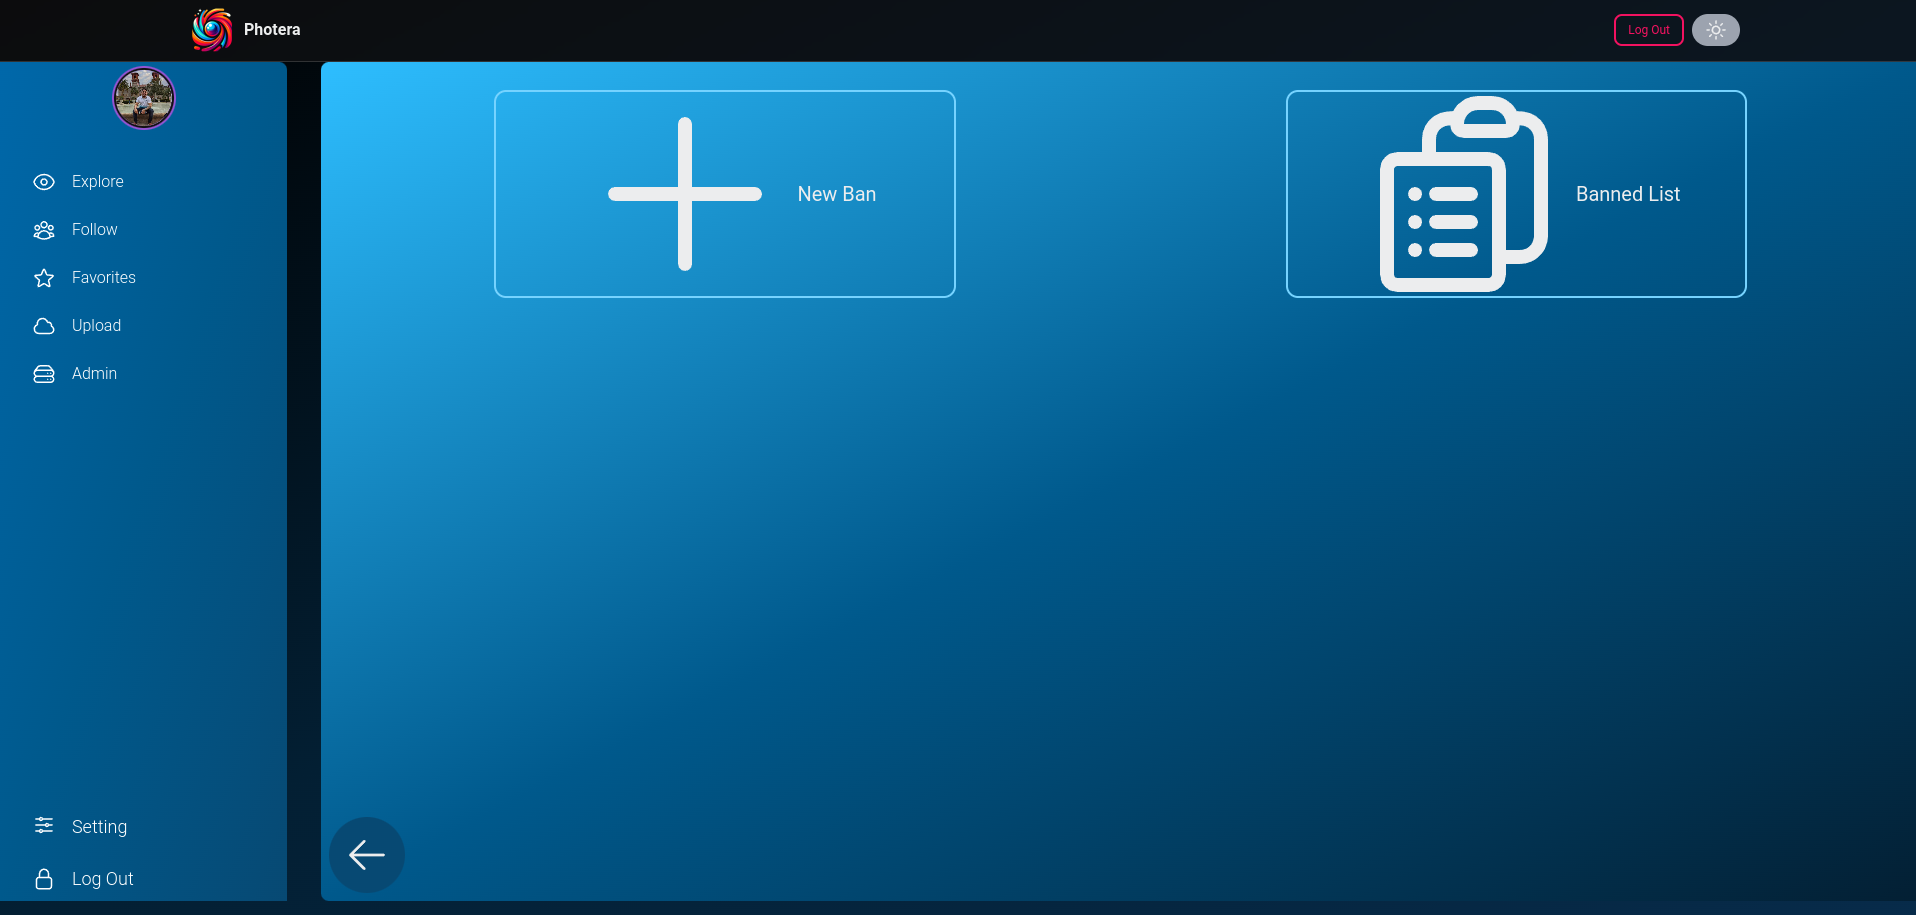 Photera
Log Out
Explore
Follow
Favorites
Upload
Admin
New Ban
Banned List
Setting
Log Out